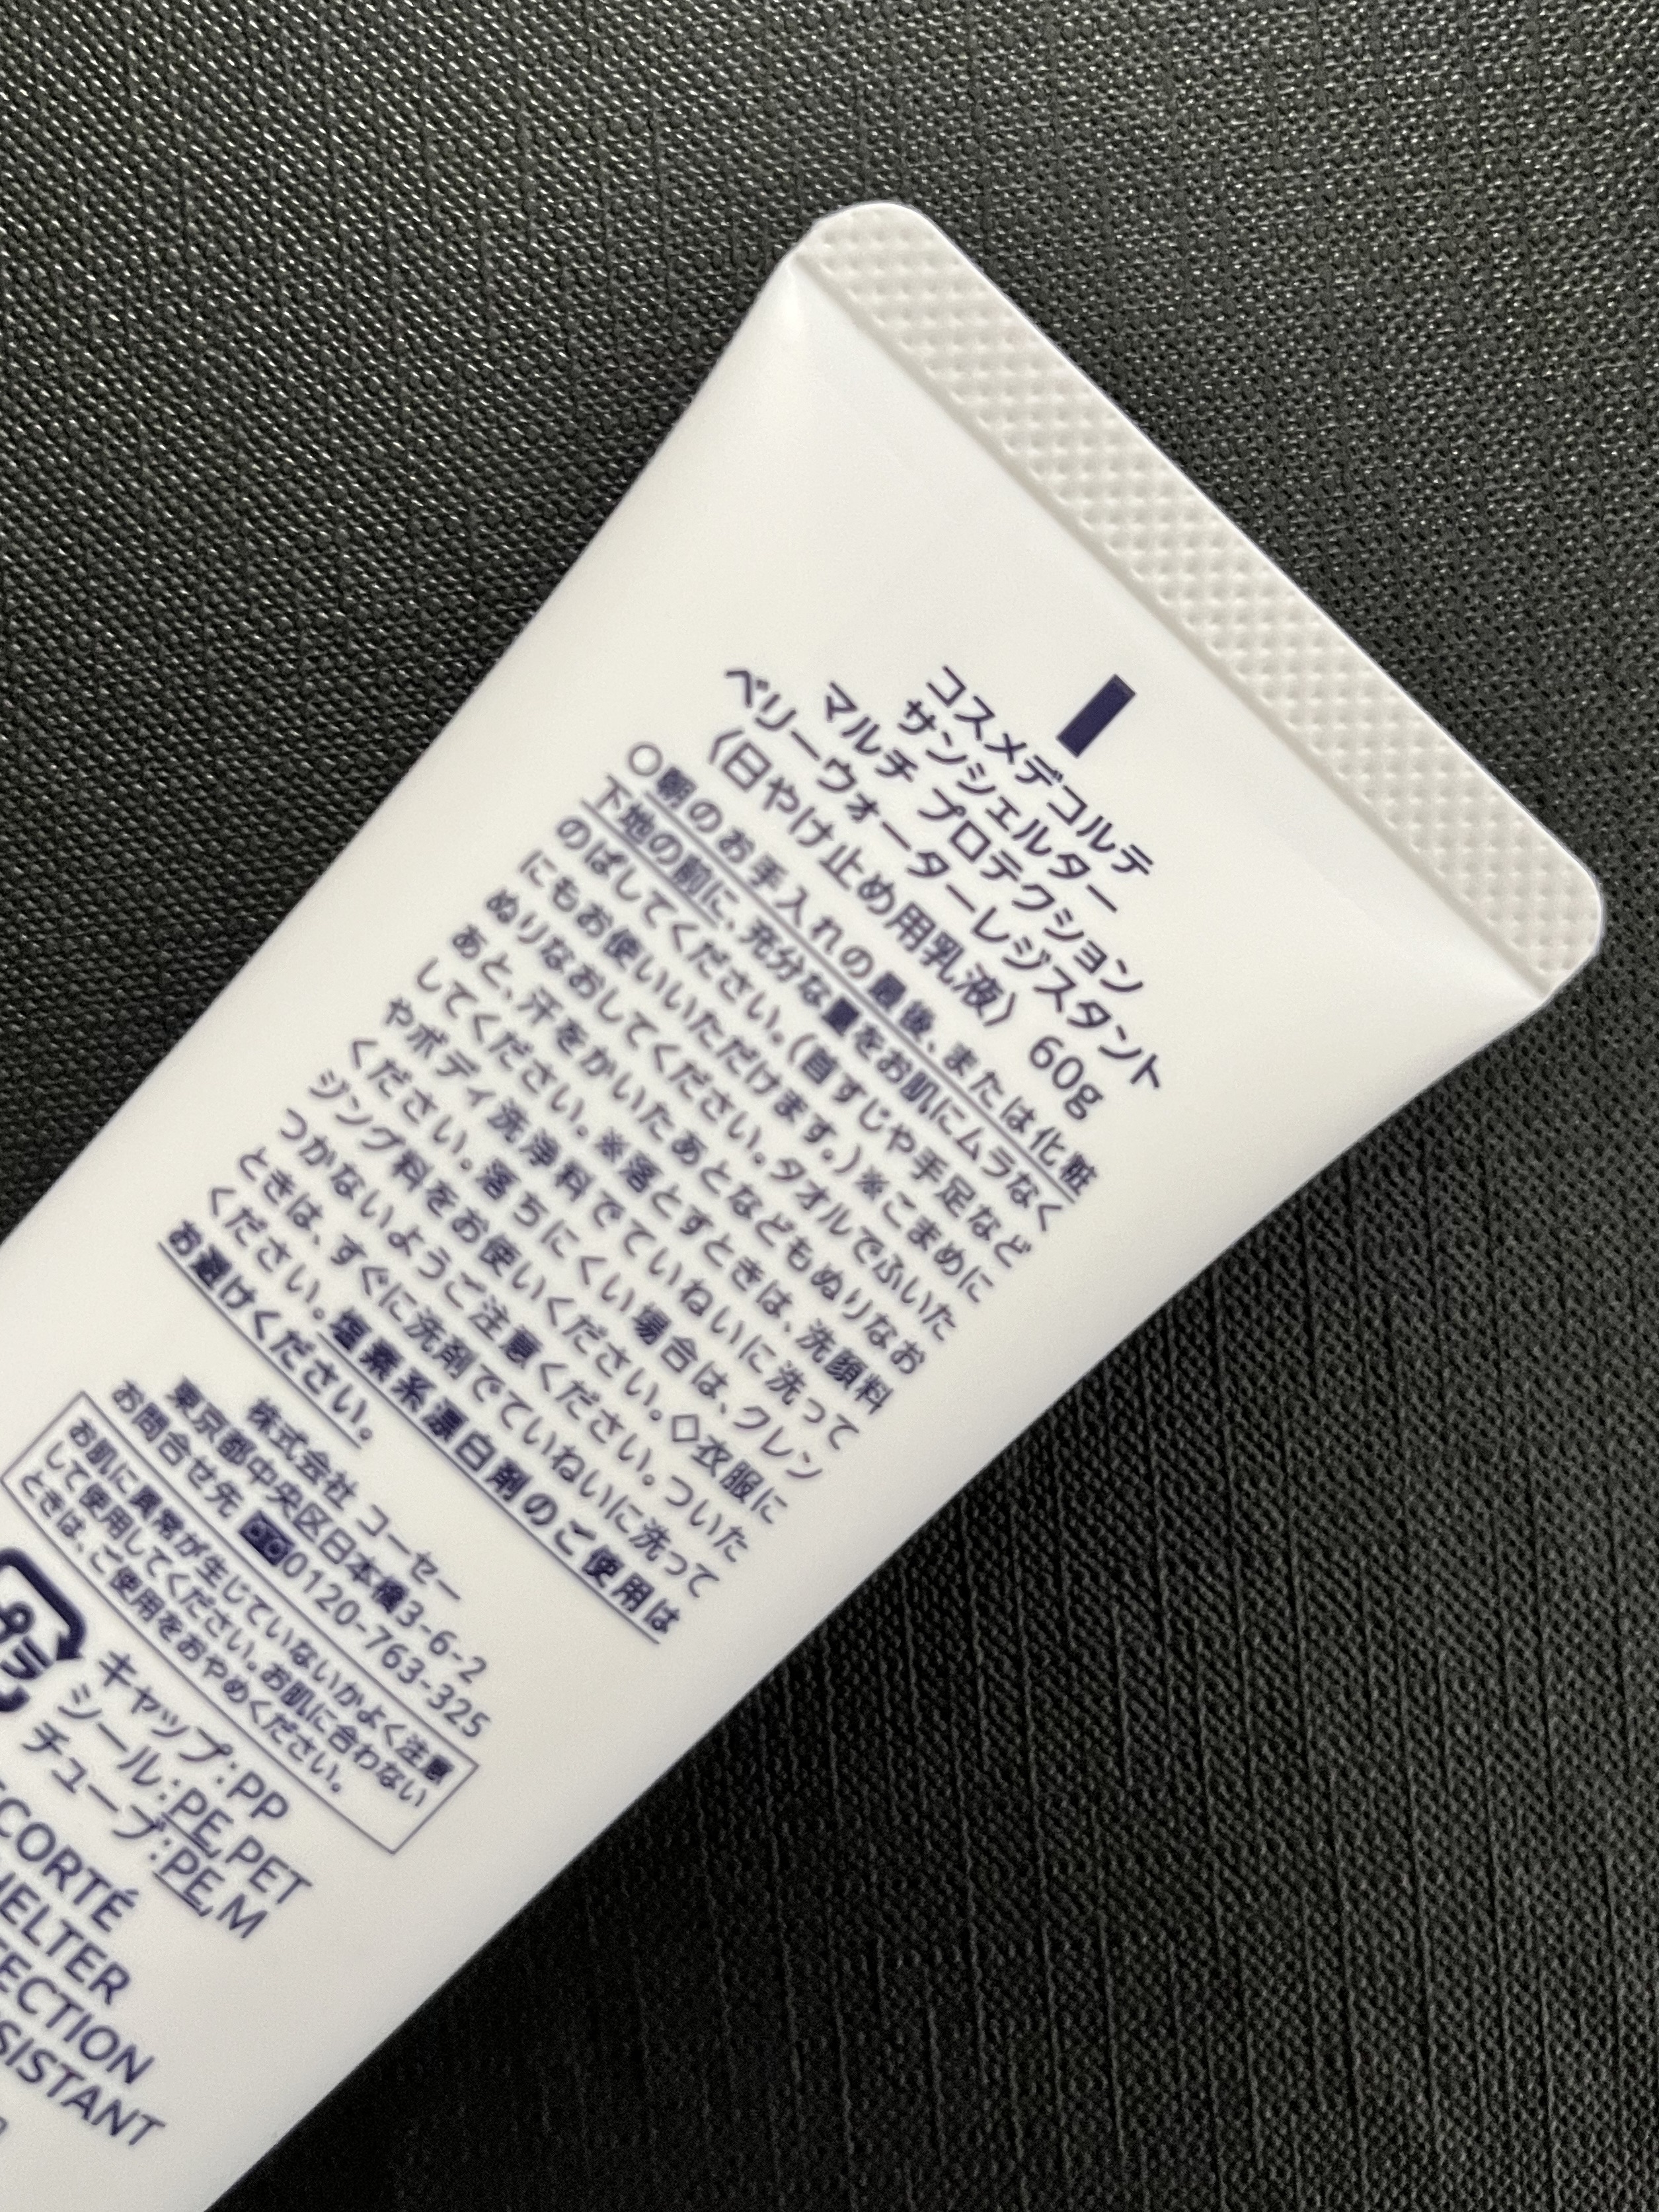 コスメデコルテ
サンシェルター
マルチ プロテクション
ベリーウォーターレジスタント
〈日やけ止め用乳液〉 60g
○朝のお手入れの最後、または化粧
下地の前に、充分な量をお肌にムラなく
のばしてください。（首すじや手足など
にもお使いいただけます。）※こまめに
ぬりなおしてください。タオルでふいた
あと、汗をかいたあとなどもぬりなお
してください。※落とすときは、洗顔料
やボディ洗浄料でていねいに洗って
ください。落ちにくい場合は、クレン
ジング料をお使いください。◇衣服に
つかないようご注意ください。ついた
ときは、すぐに洗剤でていねいに洗って
ください。塩素系漂白剤のご使用は
お避けください。
株式会社 コーセー
東京都中央区日本橋3-6-2
お問合せ先 0120-763-325
お肌に異常が生じていないかよく注意
して使用してください。お肌に合わない
ときは、ご使用をおやめください。
プラ
キャップ:PP
シール:PE,PET
チューブ:PE,M
CORTÉ
ELTER
ECTION
SISTANT